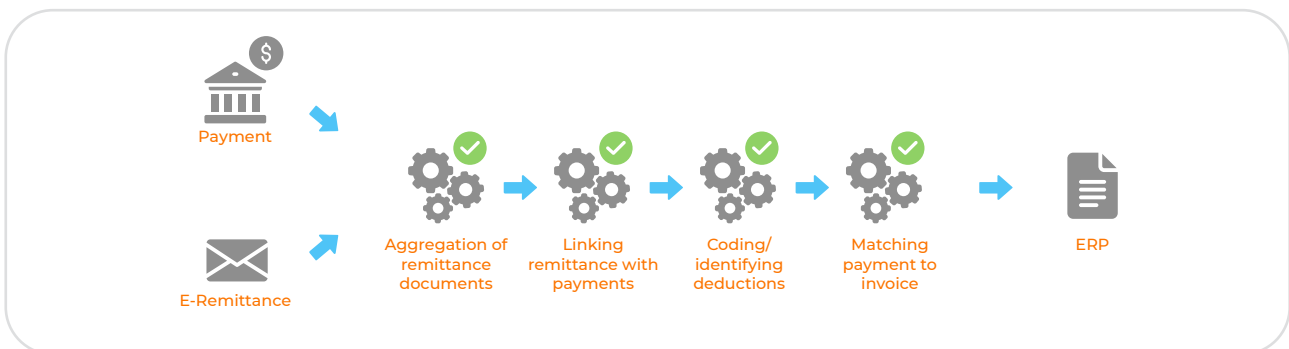 $
Payment
E-Remittance
Aggregation of
remittance
documents
Linking
remittance with
payments
Coding/
identifying
deductions
Matching
payment to
invoice
ERP